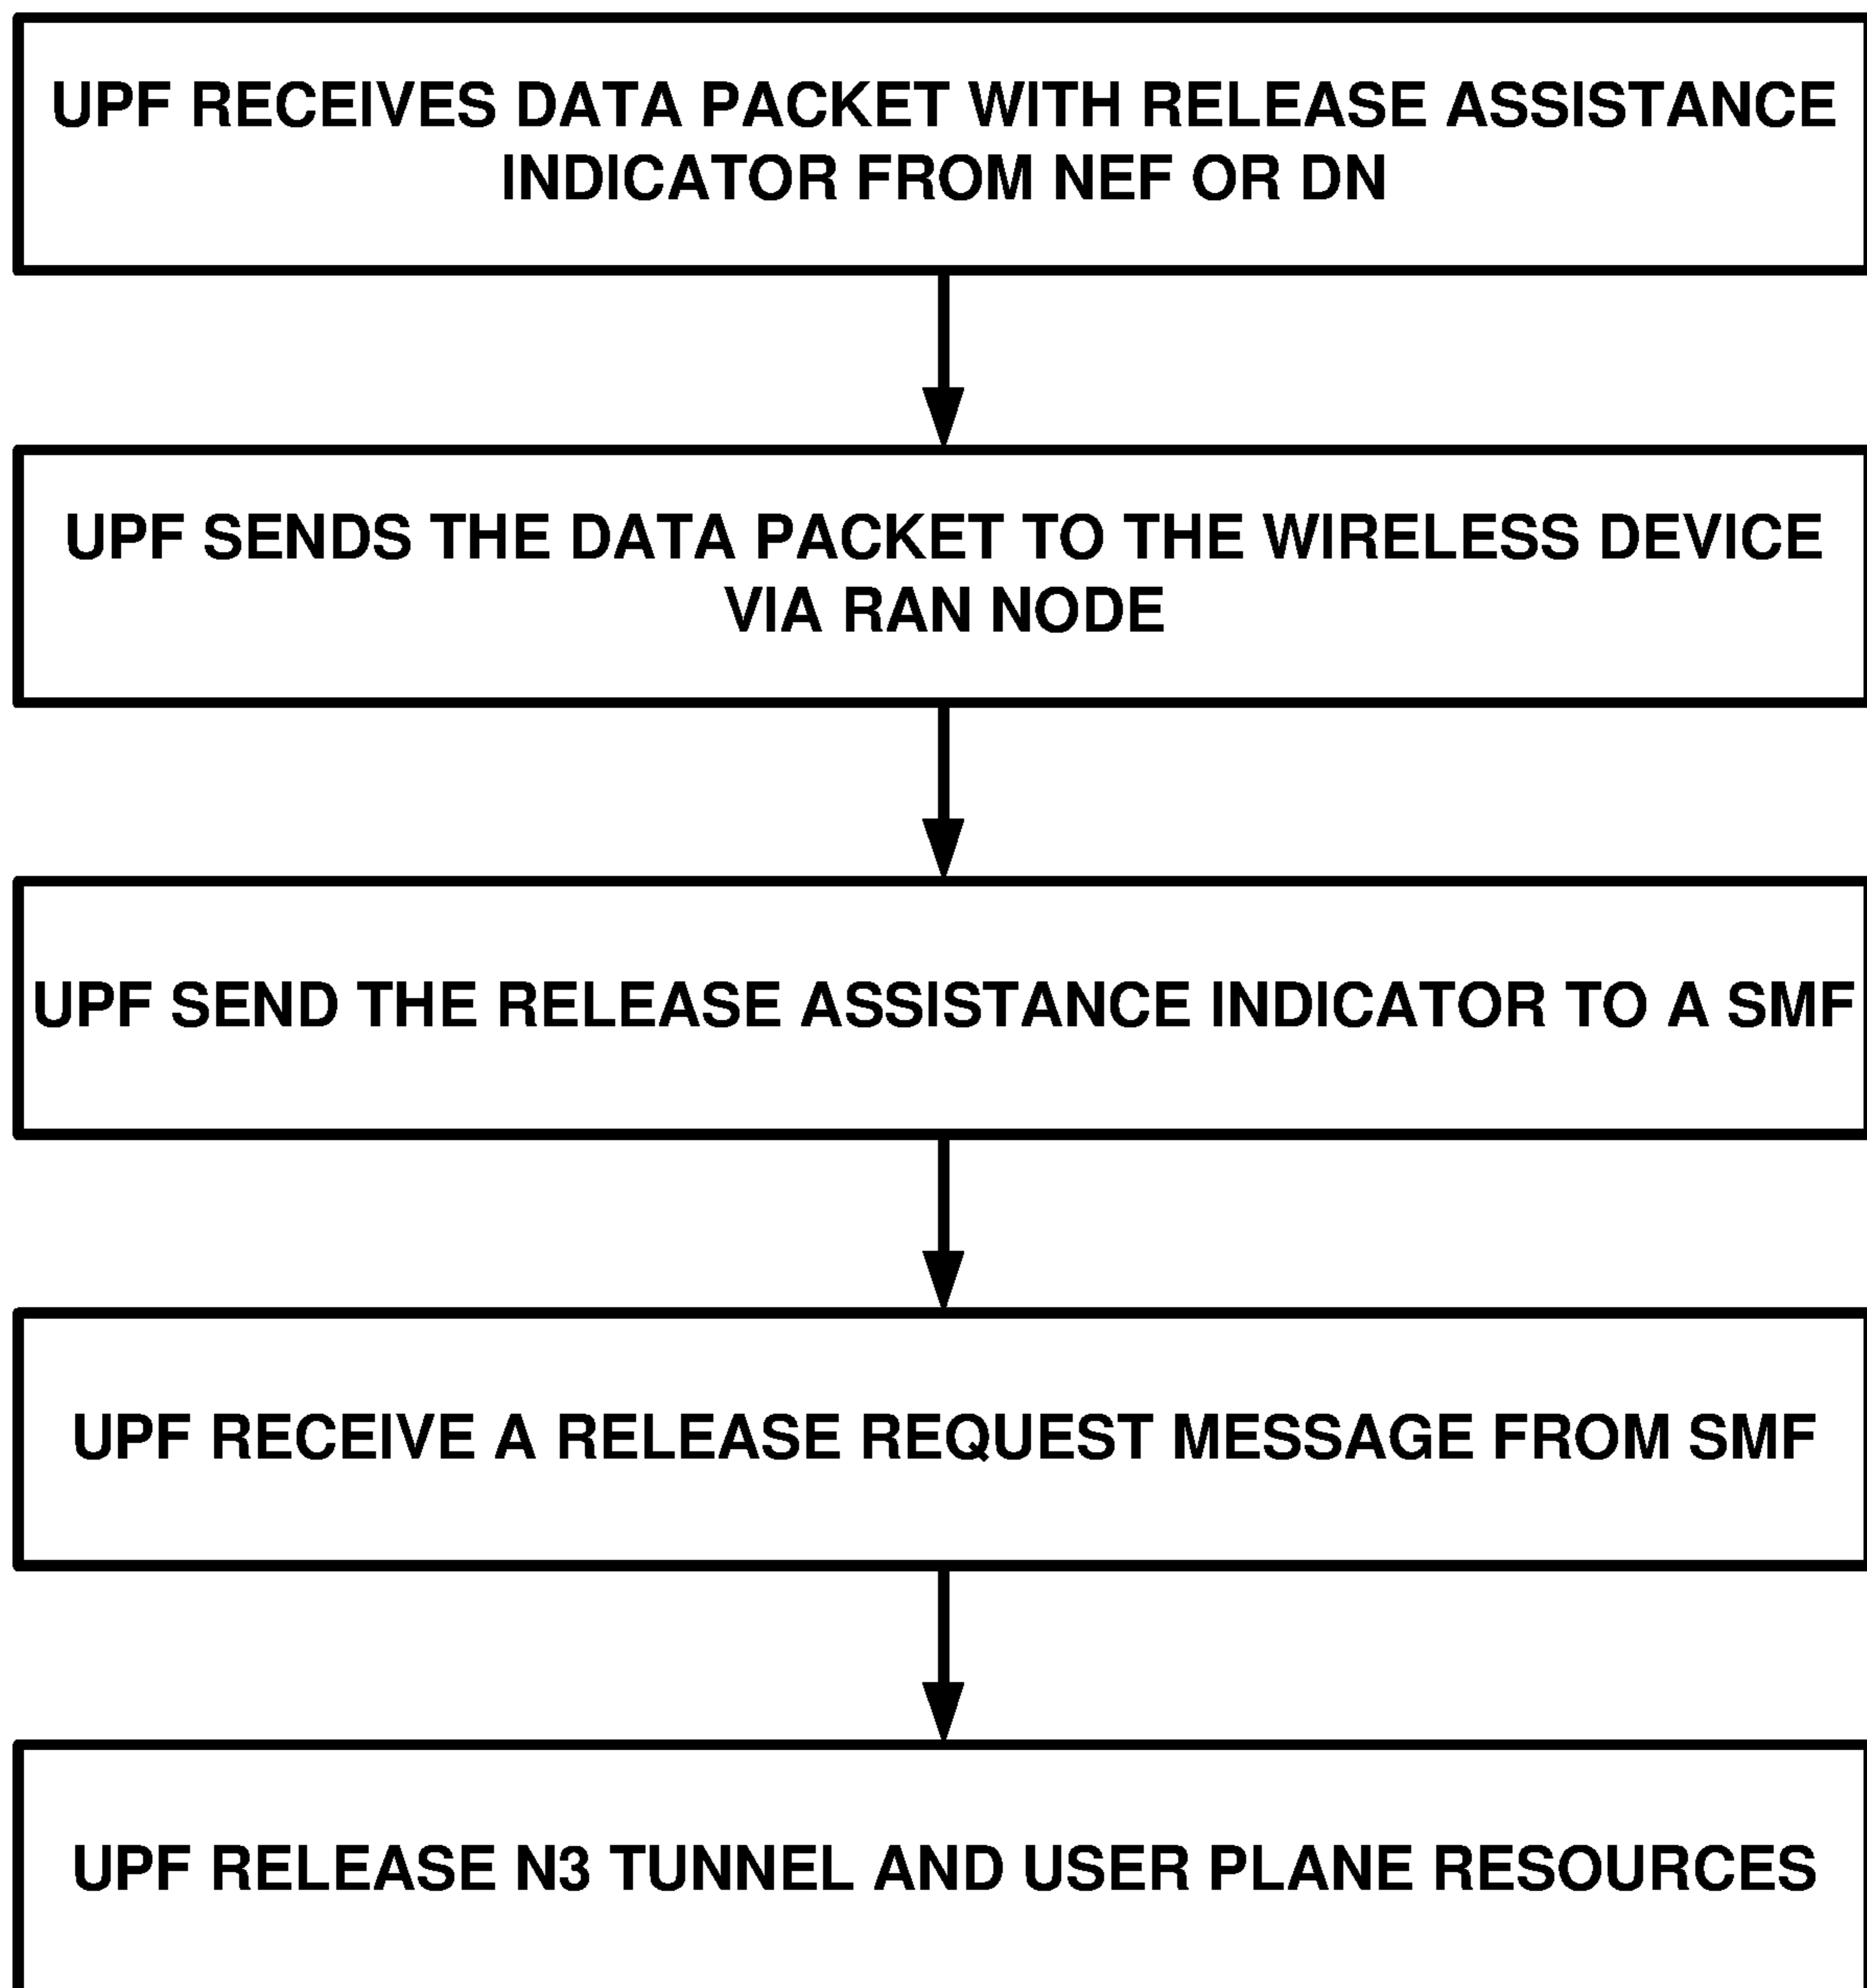 UPF RECEIVES DATA PACKET WITH RELEASE ASSISTANCE
INDICATOR FROM NEF OR DN
UPF SENDS THE DATA PACKET TO THE WIRELESS DEVICE
VIA RAN NODE
UPF SEND THE RELEASE ASSISTANCE INDICATOR TO A SMF
UPF RECEIVE A RELEASE REQUEST MESSAGE FROM SMF
UPF RELEASE N3 TUNNEL AND USER PLANE RESOURCES